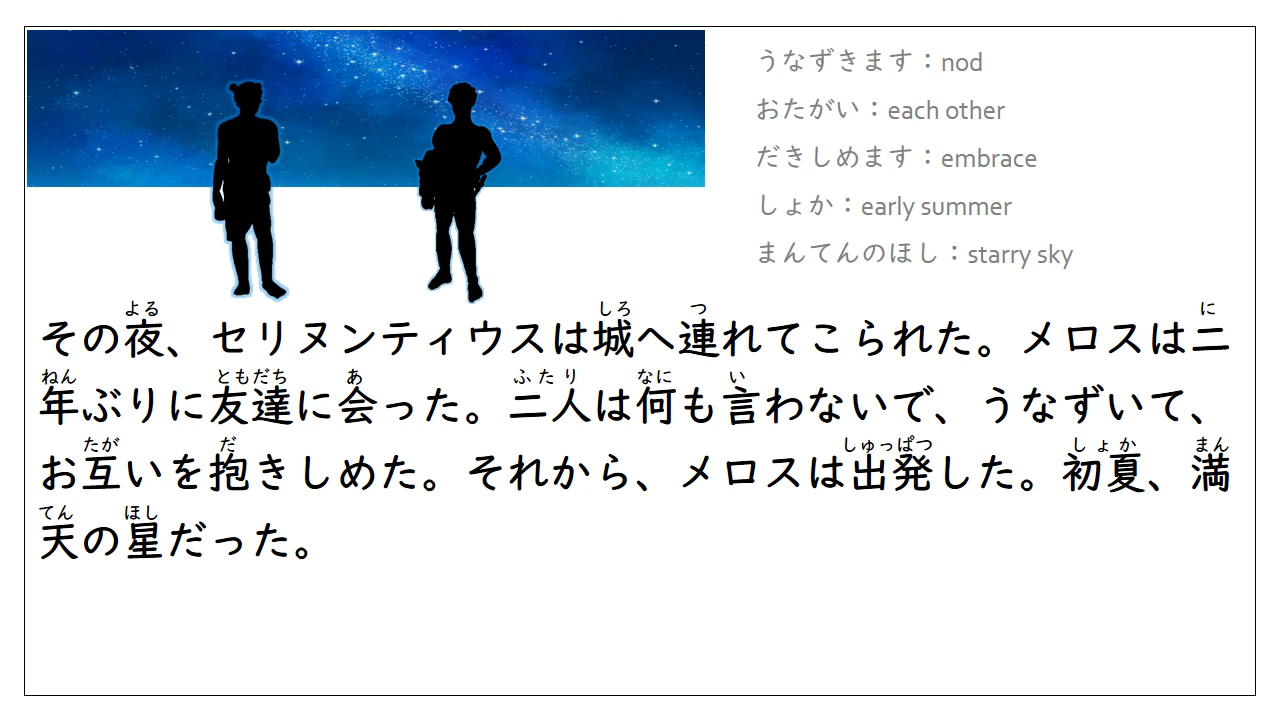 うなずきます：nod
おたがい：each other
だきしめます：embrace
しょか：early summer
まんてんのほし：starry sky
よる しろ つ に
その夜、セリヌンティウスは城へ連れてこられた。メロスは二
ねん ともだち あ ふたり なに い
年ぶりに友達に会った。二人は何も言わないで、うなずいて、
たが だ しゅっぱつ しょか まん
お互いを抱きしめた。それから、メロスは出発した。初夏、満
てん ほし
天の星だった。